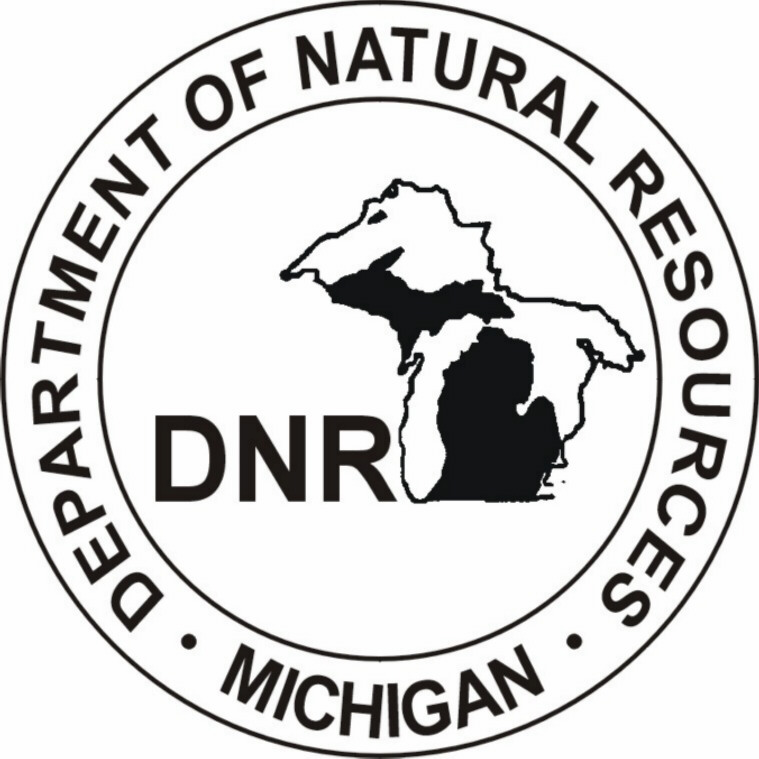 DEPARTMENT OF NATURAL RESOURCES
DNR
• MICHIGAN •